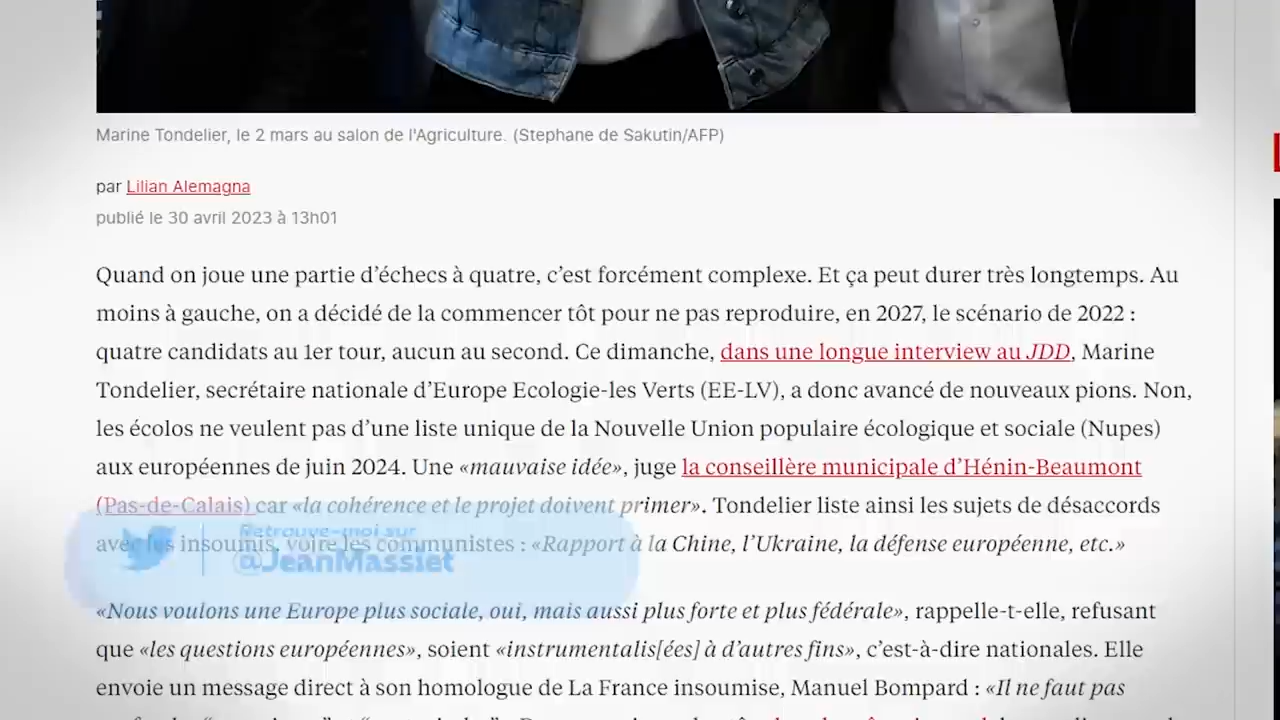 Marine Tondelier, le 2 mars au salon de l'Agriculture. (Stephane de Sakutin/AFP)
par Lilian Alemagna
publié le 30 avril 2023 à 13h01
Quand on joue une partie d’échecs à quatre, c’est forcément complexe. Et ça peut durer très longtemps. Au
moins à gauche, on a décidé de la commencer tôt pour ne pas reproduire, en 2027, le scénario de 2022 :
quatre candidats au 1er tour, aucun au second. Ce dimanche, dans une longue interview au JDD, Marine
Tondelier, secrétaire nationale d’Europe Ecologie-les Verts (EE-LV), a donc avancé de nouveaux pions. Non,
les écolos ne veulent pas d’une liste unique de la Nouvelle Union populaire écologique et sociale (Nupes)
aux européennes de juin 2024. Une «mauvaise idée», juge la conseillère municipale d’Hénin-Beaumont
(Pas-de-Calais) car «la cohérence et le projet doivent primer». Tondelier liste ainsi les sujets de désaccords
avec les insoumis, voire les communistes : «Rapport à la Chine, l’Ukraine, la défense européenne, etc.»
Retrouve-moi sur
@JeanMassiet
«Nous voulons une Europe plus sociale, oui, mais aussi plus forte et plus fédérale», rappelle-t-elle, refusant
que «les questions européennes», soient «instrumentalis[ées] à d’autres fins», c’est-à-dire nationales. Elle
envoie un message direct à son homologue de La France insoumise, Manuel Bompard : «Il ne faut pas